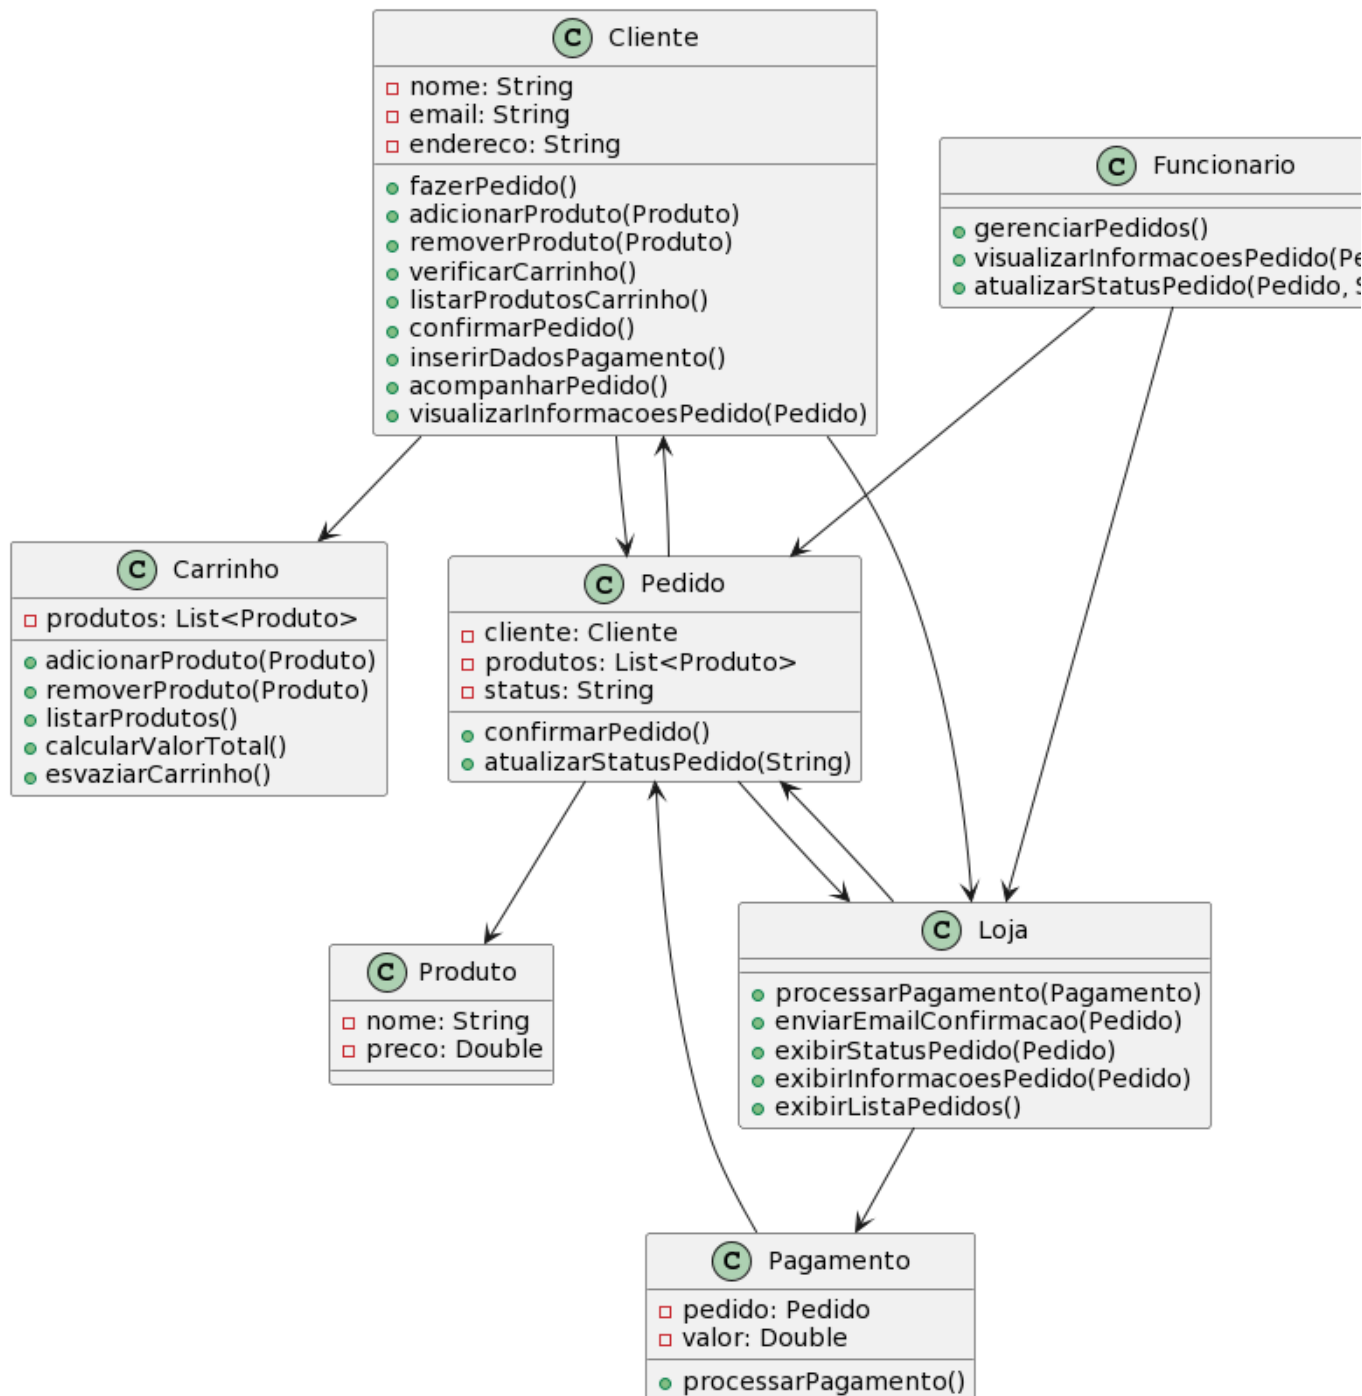 C Cliente
nome: String
email: String
endereco: String
fazerPedido()
adicionarProduto(Produto)
removerProduto(Produto)
verificarCarrinho()
listarProdutosCarrinho()
confirmarPedido()
inserirDadosPagamento()
acompanharPedido()
visualizarInformacoesPedido(Pedido)
C Funcionario
gerenciarPedidos()
visualizarInformacoesPedido(Pe
atualizarStatusPedido(Pedido, S
C Carrinho
produtos: List<Produto>
adicionarProduto(Produto)
removerProduto(Produto)
listarProdutos()
calcularValorTotal()
esvaziarCarrinho()
C Pedido
cliente: Cliente
produtos: List<Produto>
status: String
confirmarPedido()
atualizarStatusPedido(String)
C Produto
nome: String
preco: Double
C Loja
processarPagamento(Pagamento)
enviarEmailConfirmacao(Pedido)
exibirStatusPedido(Pedido)
exibirInformacoesPedido(Pedido)
exibirListaPedidos()
C Pagamento
pedido: Pedido
valor: Double
processarPagamento()